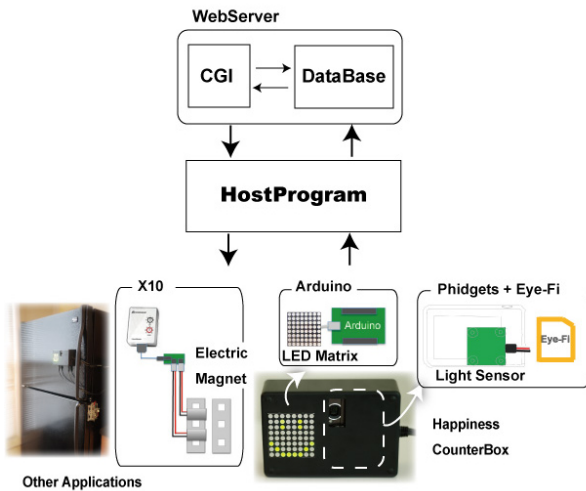 WebServer
CGI
DataBase
HostProgram
X10
Electric
Magnet
Arduino
Arduino
LED Matrix
Phidgets + Eye-Fi
Eye-Fi
Light Sensor
Happiness
CounterBox
Other Applications